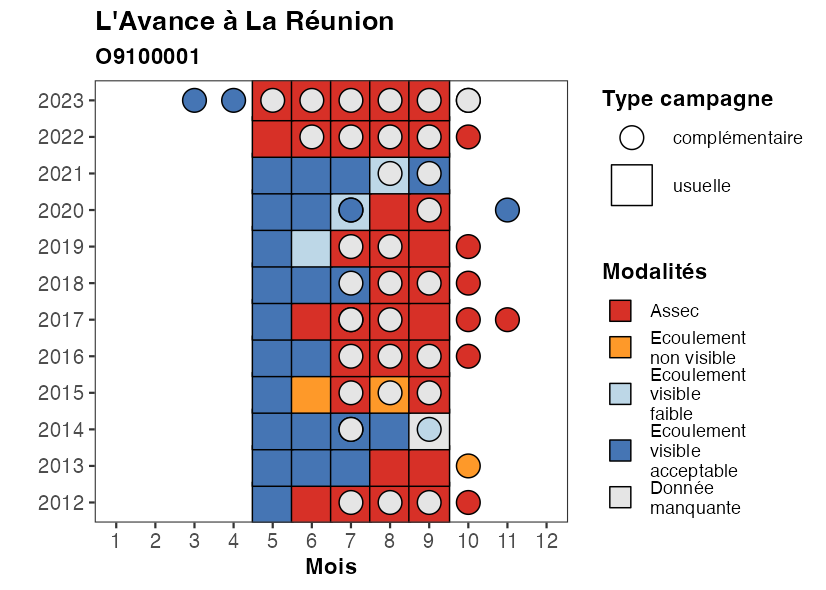 L'Avance à La Réunion
O9100001
2023
2022
2021
2020
2019
2018
2017
2016
2015
2014
2013
2012
1 2 3 4 5 6 7 8 9 10 11 12
Mois
Type campagne
complémentaire
usuelle
Modalités
Assec
Ecoulement
non visible
Ecoulement
visible
faible
Ecoulement
visible
acceptable
Donnée
manquante